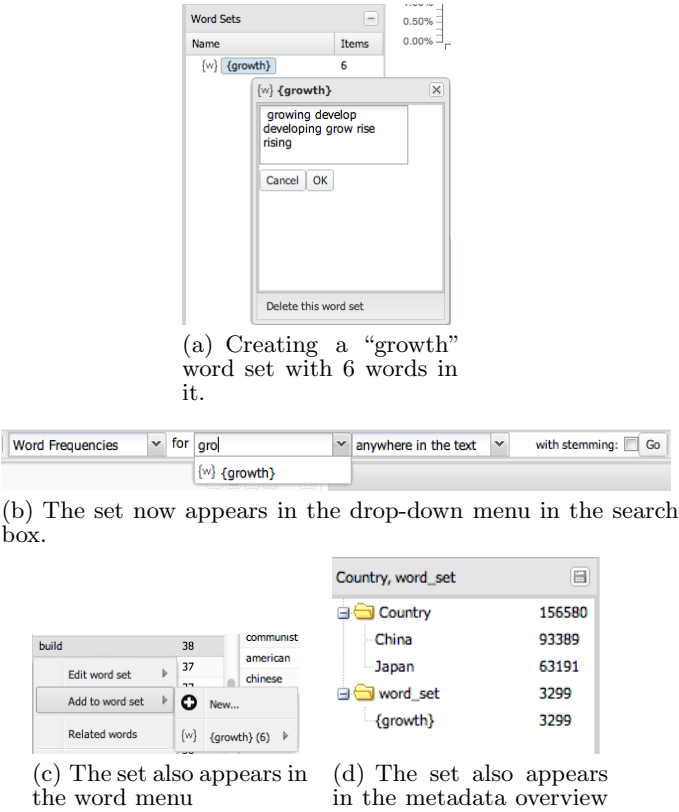 Word Sets
Name Items
{w} {growth} 6
0.50%
0.00%
{w} {growth}
growing develop
developing grow rise
rising
Cancel OK
Delete this word set
(a) Creating a “growth”
word set with 6 words in
it.
Word Frequencies for gro anywhere in the text with stemming: Go
{w} {growth}
(b) The set now appears in the drop-down menu in the search
box.
build 38 communist
37 american
Edit word set chinese
Add to word set New...
Related words {w} {growth} (6)
(c) The set also appears in
the word menu
Country, word_set
Country 156580
China 93389
Japan 63191
word_set 3299
{growth} 3299
(d) The set also appears
in the metadata overview